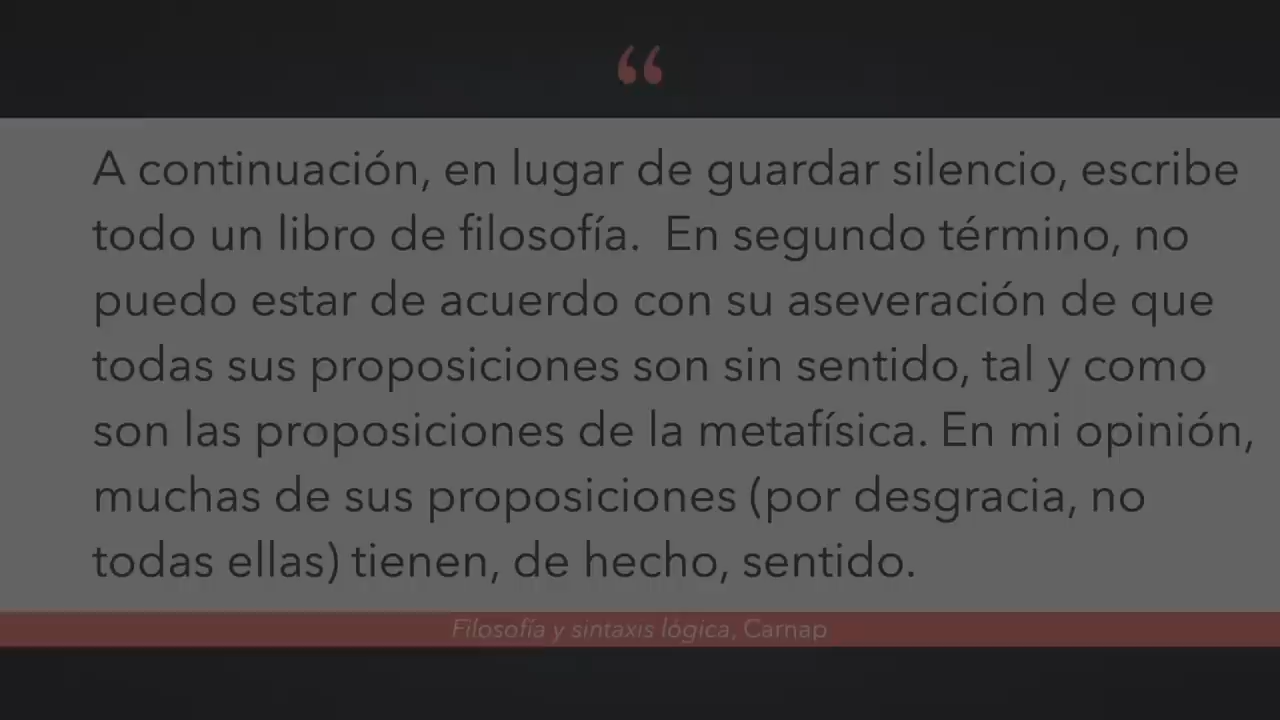 “
A continuación, en lugar de guardar silencio, escribe
todo un libro de filosofía.  En segundo término, no
puedo estar de acuerdo con su aseveración de que
todas sus proposiciones son sin sentido, tal y como
son las proposiciones de la metafísica. En mi opinión,
muchas de sus proposiciones (por desgracia, no
todas ellas) tienen, de hecho, sentido.
Filosofía y sintaxis lógica, Carnap